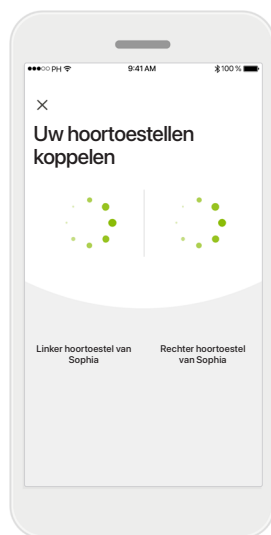 ●●●○○ PH 9:41 AM 100 %
Uw hoortoestellen
koppelen
Linker hoortoestel van
Sophia
Rechter hoortoestel
van Sophia